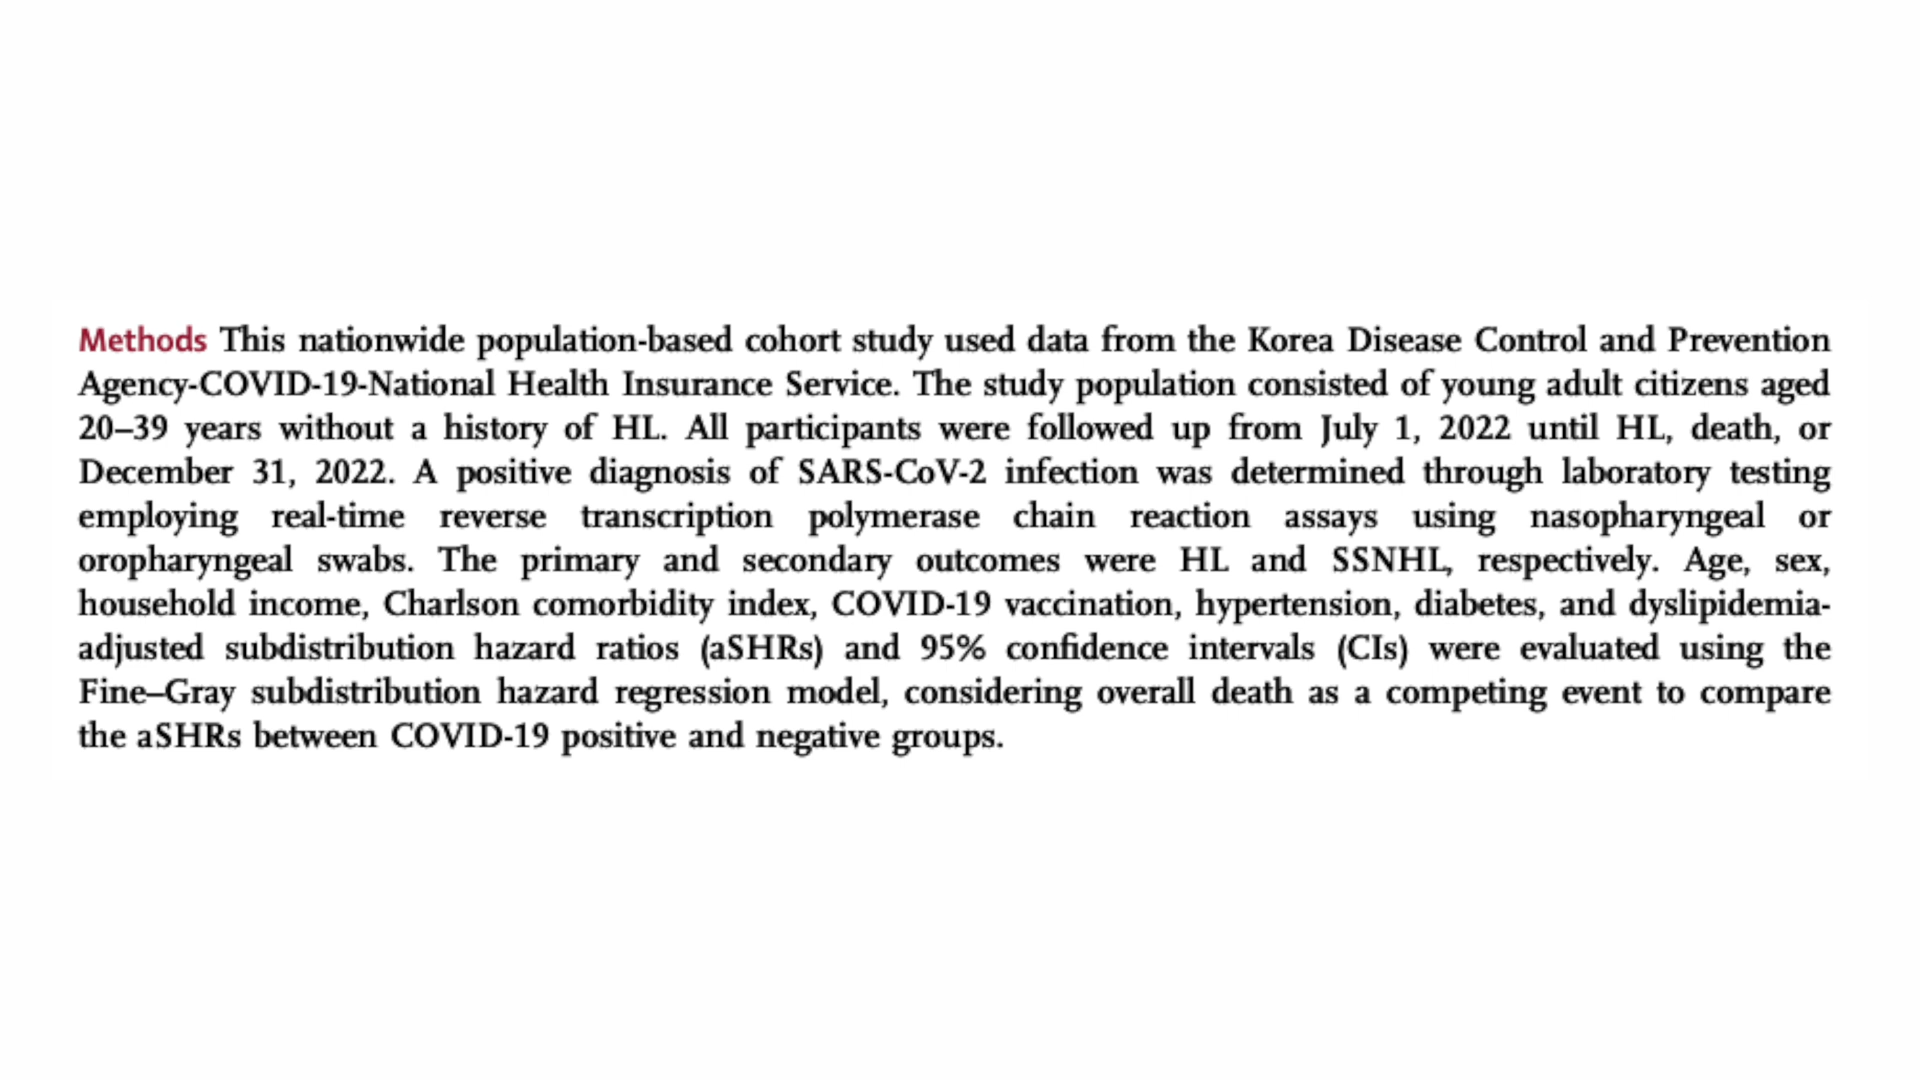 Methods This nationwide population-based cohort study used data from the Korea Disease Control and Prevention
Agency-COVID-19-National Health Insurance Service. The study population consisted of young adult citizens aged
20–39 years without a history of HL. All participants were followed up from July 1, 2022 until HL, death, or
December 31, 2022. A positive diagnosis of SARS-CoV-2 infection was determined through laboratory testing
employing real-time reverse transcription polymerase chain reaction assays using nasopharyngeal or
oropharyngeal swabs. The primary and secondary outcomes were HL and SSNHL, respectively. Age, sex,
household income, Charlson comorbidity index, COVID-19 vaccination, hypertension, diabetes, and dyslipidemia-
adjusted subdistribution hazard ratios (aSHRs) and 95% confidence intervals (CIs) were evaluated using the
Fine–Gray subdistribution hazard regression model, considering overall death as a competing event to compare
the aSHRs between COVID-19 positive and negative groups.